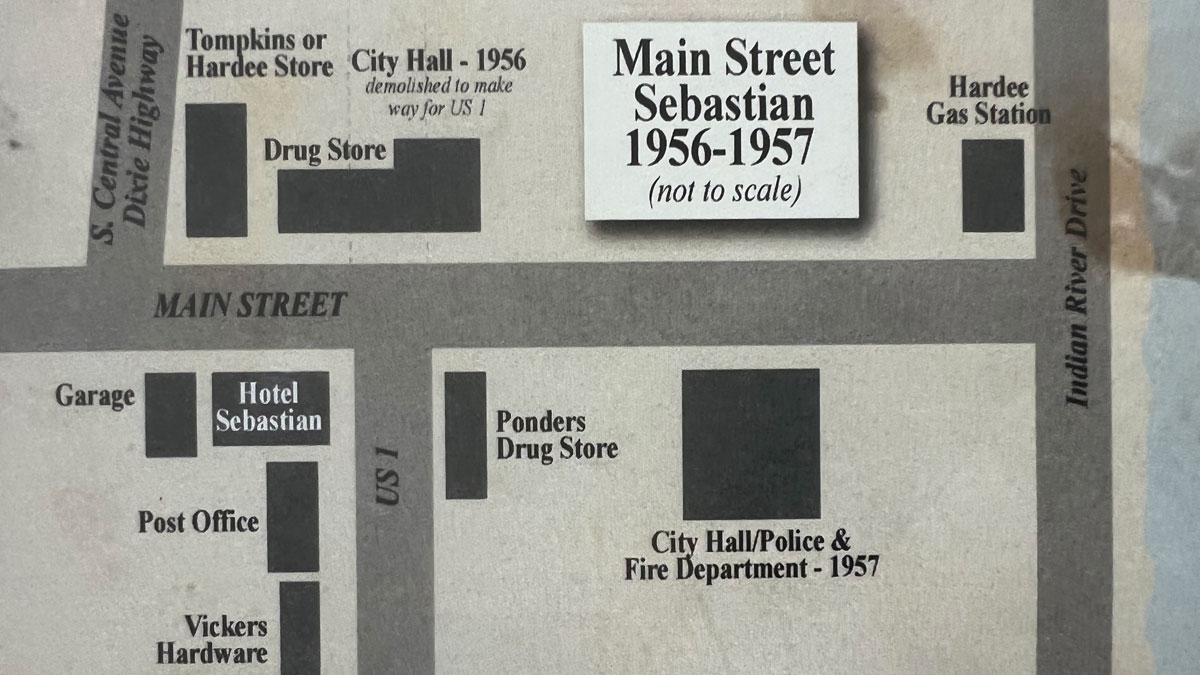 S. Central Avenue
Dixie Highway
Tompkins or
Hardee Store
City Hall - 1956
demolished to make
way for US 1
Drug Store
Main Street
Sebastian
1956-1957
(not to scale)
Hardee
Gas Station
Indian River Drive
MAIN STREET
Garage
Hotel
Sebastian
US 1
Ponders
Drug Store
Post Office
City Hall/Police &
Fire Department - 1957
Vickers
Hardware